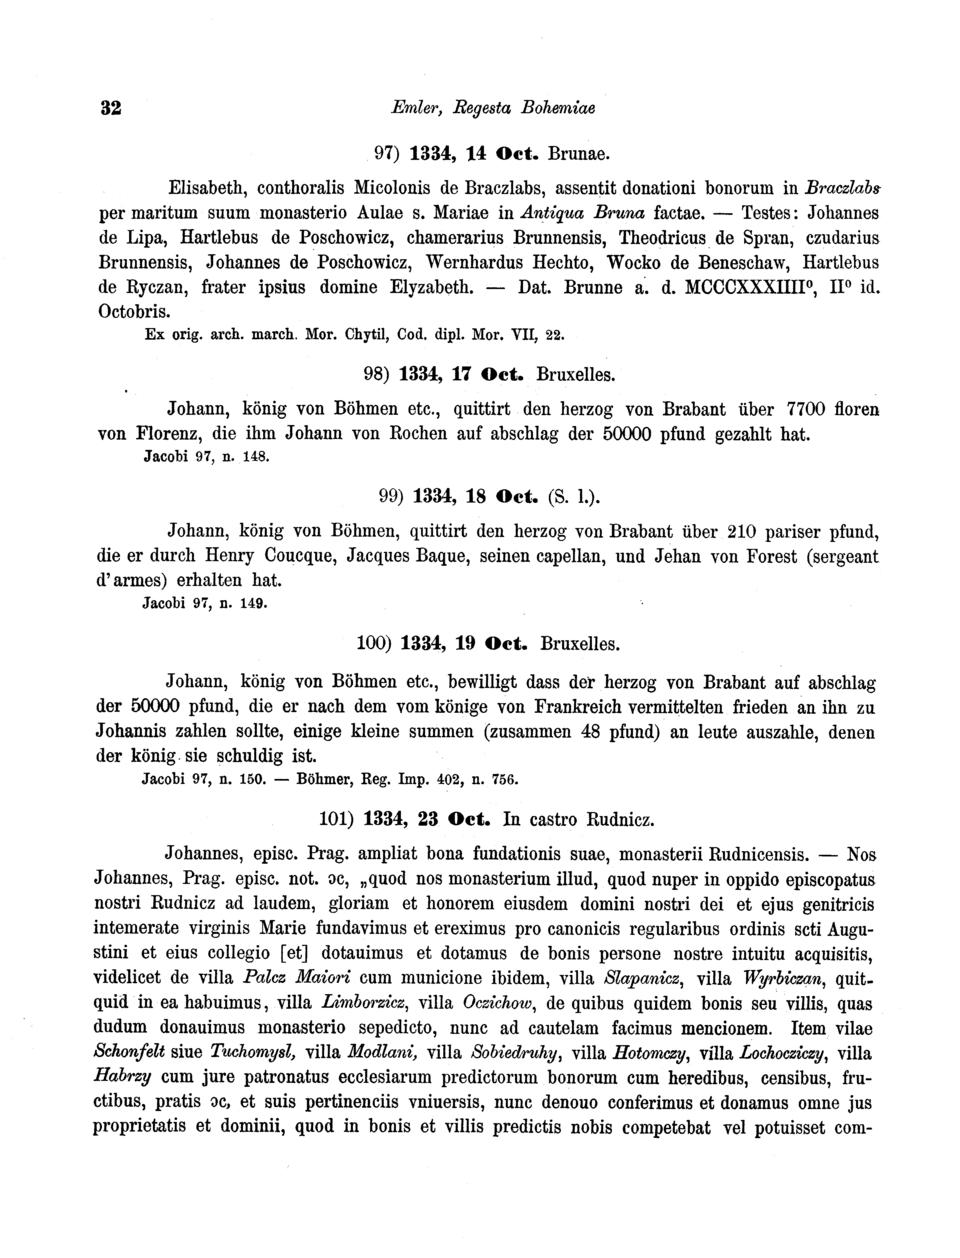 32 Emler, Regesta Bohemiae
97) 1334, 14 Oct. Brunae.
Elisabeth, conthoralis Micolonis de Braczlabs, assentit donationi bonorum in Braczlabs
per maritum suum monasterio Aulae s. Mariae in Antiqua Bruna factae. — Testes: Johannes
de Lipa, Hartlebus de Poschowicz, chamerarius Brunnensis, Theodricus de Spran, czudarius
Brunnensis, Johannes de Poschowicz, Wernhardus Hechto, Wocko de Beneschaw, Hartlebus
de Ryczan, frater ipsius domine Elyzabeth. — Dat. Brunne a. d. MCCCXXXIIII⁰, II⁰ id.
Octobris.
Ex orig. arch. march. Mor. Chytil, Cod. dipl. Mor. VII, 22.
98) 1334, 17 Oct. Bruxelles.
Johann, könig von Böhmen etc., quittirt den herzog von Brabant über 7700 floren
von Florenz, die ihm Johann von Rochen auf abschlag der 50000 pfund gezahlt hat.
Jacobi 97, n. 148.
99) 1334, 18 Oct. (S. l.).
Johann, könig von Böhmen, quittirt den herzog von Brabant über 210 pariser pfund,
die er durch Henry Coucque, Jacques Baque, seinen capellan, und Jehan von Forest (sergeant
d'armes) erhalten hat.
Jacobi 97, n. 149.
100) 1334, 19 Oct. Bruxelles.
Johann, könig von Böhmen etc., bewilligt dass der herzog von Brabant auf abschlag
der 50000 pfund, die er nach dem vom könige von Frankreich vermittelten frieden an ihn zu
Johannis zahlen sollte, einige kleine summen (zusammen 48 pfund) an leute auszahle, denen
der könig sie schuldig ist.
Jacobi 97, n. 150. — Böhmer, Reg. Imp. 402, n. 756.
101) 1334, 23 Oct. In castro Rudnicz.
Johannes, episc. Prag. ampliat bona fundationis suae, monasterii Rudnicensis. — Nos
Johannes, Prag. episc. not. ɔc, „quod nos monasterium illud, quod nuper in oppido episcopatus
nostri Rudnicz ad laudem, gloriam et honorem eiusdem domini nostri dei et ejus genitricis
intemerate virginis Marie fundavimus et ereximus pro canonicis regularibus ordinis scti Augu-
stini et eius collegio [et] dotauimus et dotamus de bonis persone nostre intuitu acquisitis,
videlicet de villa Palcz Maiori cum municione ibidem, villa Slapanicz, villa Wyrbiczan, quit-
quid in ea habuimus, villa Limborzicz, villa Oczichow, de quibus quidem bonis seu villis, quas
dudum donauimus monasterio sepedicto, nunc ad cautelam facimus mencionem. Item vilae
Schonfelt siue Tuchomysl, villa Modlani, villa Sobiedruhy, villa Hotomczy, villa Lochocziczy, villa
Habrzy cum jure patronatus ecclesiarum predictorum bonorum cum heredibus, censibus, fru-
ctibus, pratis ɔc, et suis pertinenciis vniuersis, nunc denouo conferimus et donamus omne jus
proprietatis et dominii, quod in bonis et villis predictis nobis competebat vel potuisset com-